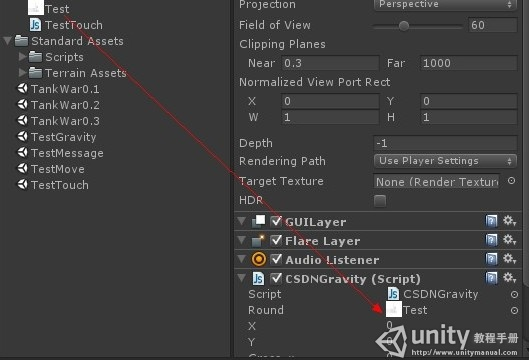 Test
TestTouch
Standard Assets
Scripts
Terrain Assets
TankWar0.1
TankWar0.2
TankWar0.3
TestGravity
TestMessage
TestMove
TestTouch
Projection Perspective
Field of View 60
Clipping Planes
Near 0.3 Far 1000
Normalized View Port Rect
X 0 Y 0
W 1 H 1
Depth -1
Rendering Path Use Player Settings
Target Texture None (Render Texture
HDR
GUILayer
Flare Layer
Audio Listener
CSDNGravity (Script)
Script CSDNGravity
Round Test
X 0
Y 0
unity 教程手册
http://www.unitymanual.com